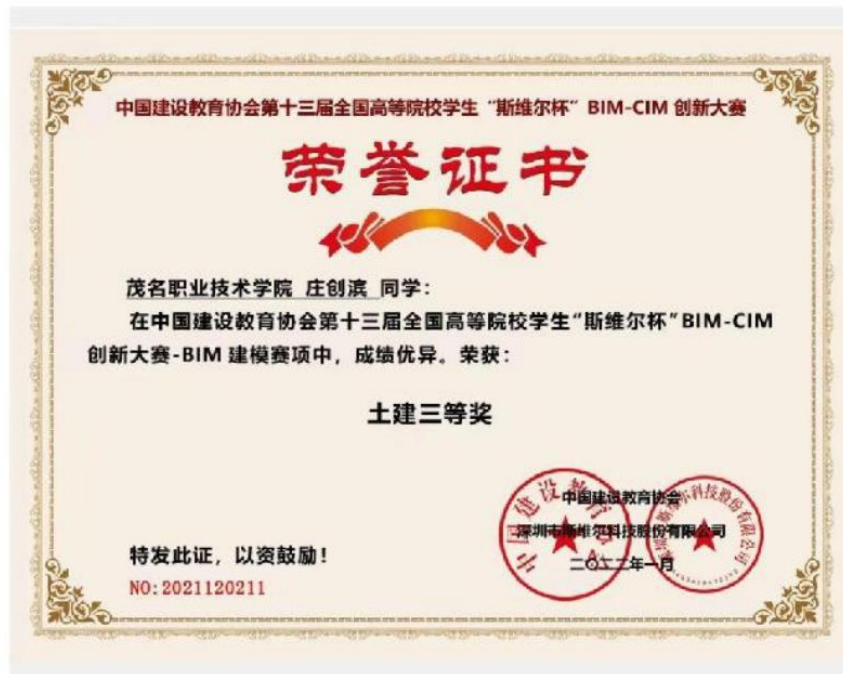 中国建设教育协会第十三届全国高等院校学生“斯维尔杯”BIM-CIM 创新大赛
荣誉证书
茂名职业技术学院 庄创滨 同学：
在中国建设教育协会第十三届全国高等院校学生“斯维尔杯”BIM-CIM
创新大赛-BIM 建模赛项中，成绩优异。荣获：
土建三等奖
中国建设教育协会
深圳市斯维尔科技股份有限公司
二〇二二年一月
特发此证，以资鼓励！
NO:2021120211